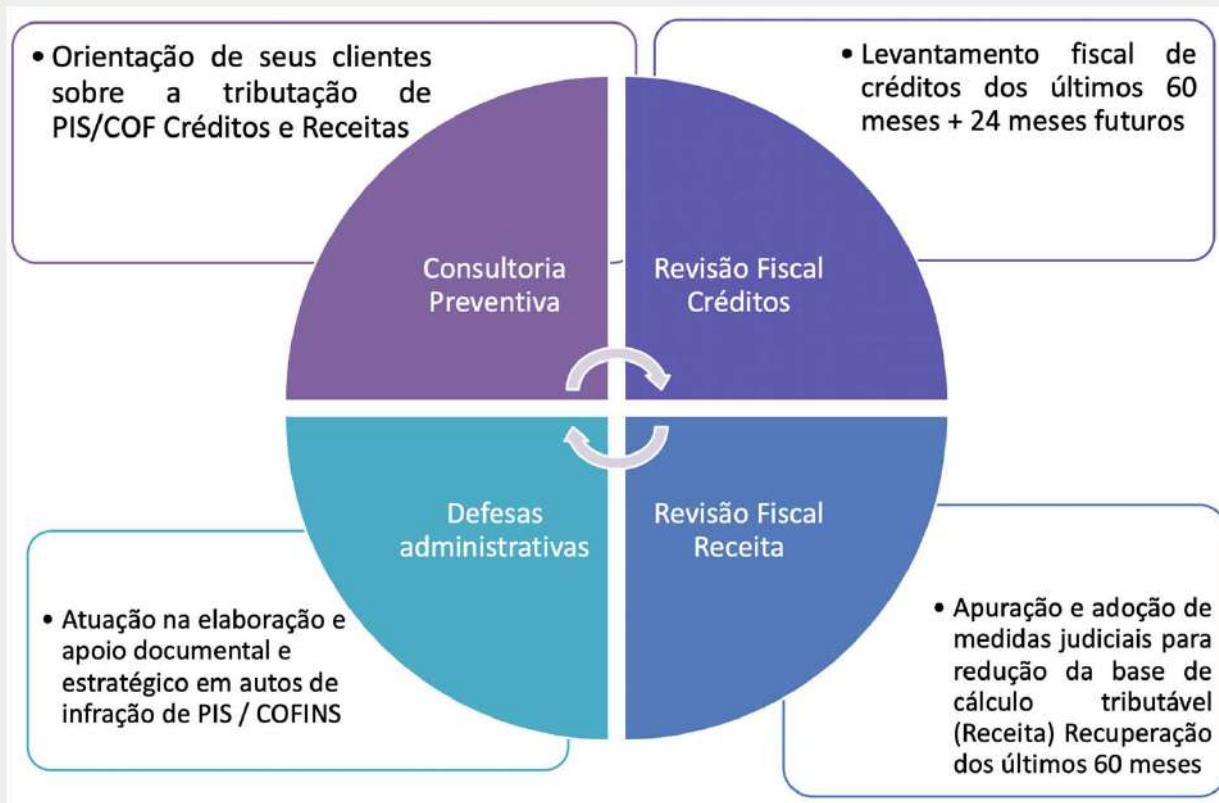 • Orientação de seus clientes
sobre a tributação de
PIS/COF Créditos e Receitas
• Levantamento fiscal de
créditos dos últimos 60
meses + 24 meses futuros
Consultoria
Preventiva
Revisão Fiscal
Créditos
Defesas
administrativas
Revisão Fiscal
Receita
• Atuação na elaboração e
apoio documental e
estratégico em autos de
infração de PIS / COFINS
• Apuração e adoção de
medidas judiciais para
redução da base de
cálculo tributável
(Receita) Recuperação
dos últimos 60 meses